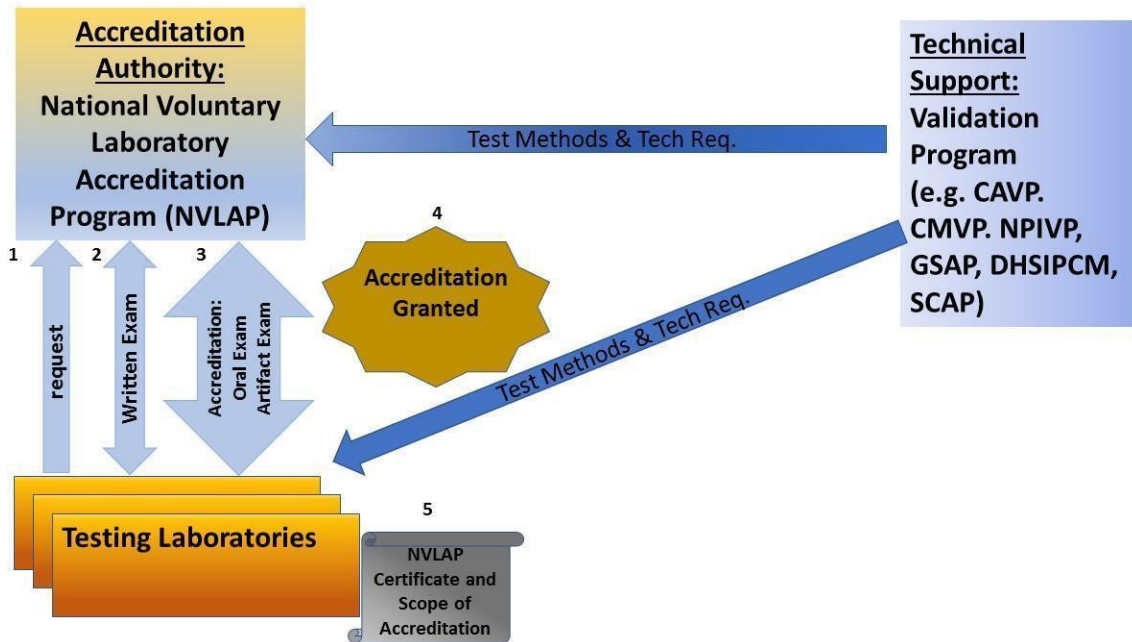 Accreditation
Authority:
National Voluntary
Laboratory
Accreditation
Program (NVLAP)
Technical
Support:
Validation
Program
(e.g. CAVP.
CMVP. NPIVP,
GSAP, DHSIPCM,
SCAP)
Test Methods & Tech Req.
1
2
3
4
request
Written Exam
Accreditation:
Oral Exam
Artifact Exam
Accreditation
Granted
Test Methods & Tech Req.
Testing Laboratories
5
NVLAP
Certificate and
Scope of
Accreditation